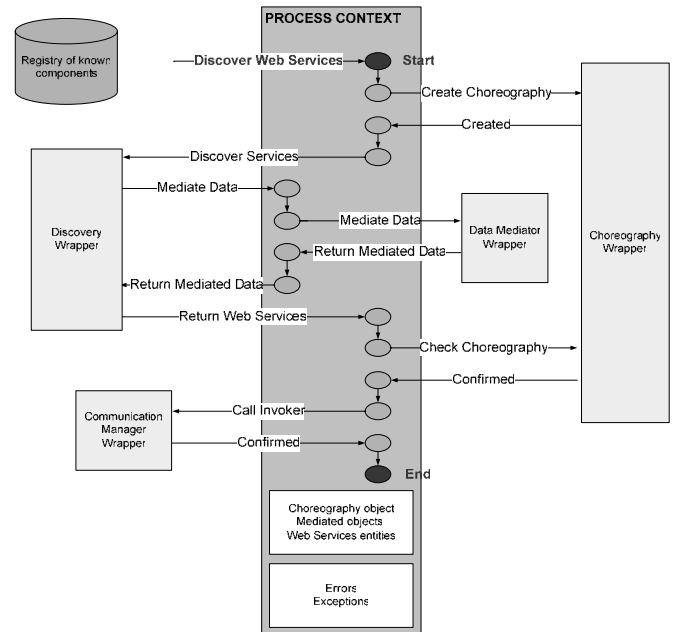 PROCESS CONTEXT
Registry of known
components
Discover Web Services
Start
Create Choreography
Created
Discover Services
Mediate Data
Mediate Data
Discovery
Wrapper
Data Mediator
Wrapper
Choreography
Wrapper
Return Mediated Data
Return Mediated Data
Return Web Services
Check Choreography
Confirmed
Call Invoker
Communication
Manager
Wrapper
Confirmed
End
Choreography object
Mediated objects
Web Services entities
Errors
Exceptions